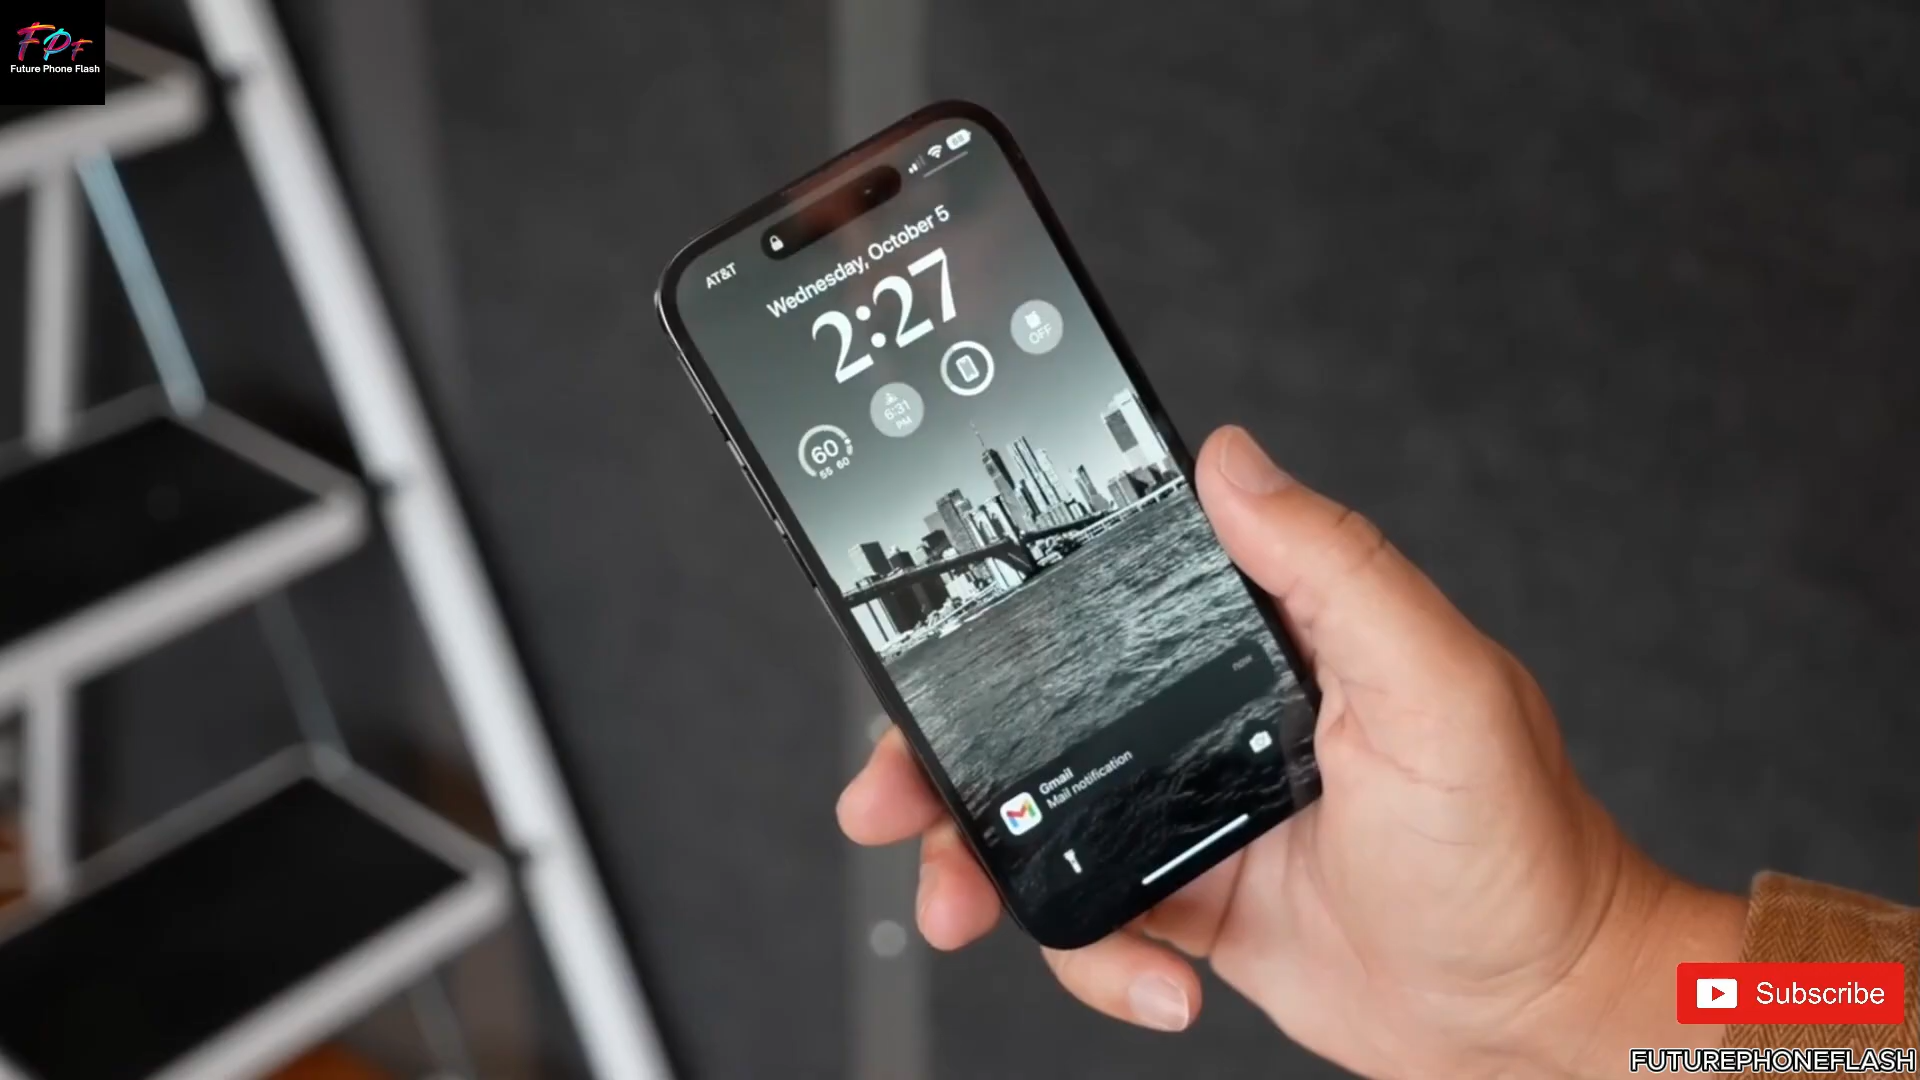 FPF
Future Phone Flash
AT&T
68
Wednesday, October 5
2:27
60
55 60
6:31
PM
OFF
now
Gmail
Mail notification
Subscribe
FUTUREPHONEFLASH